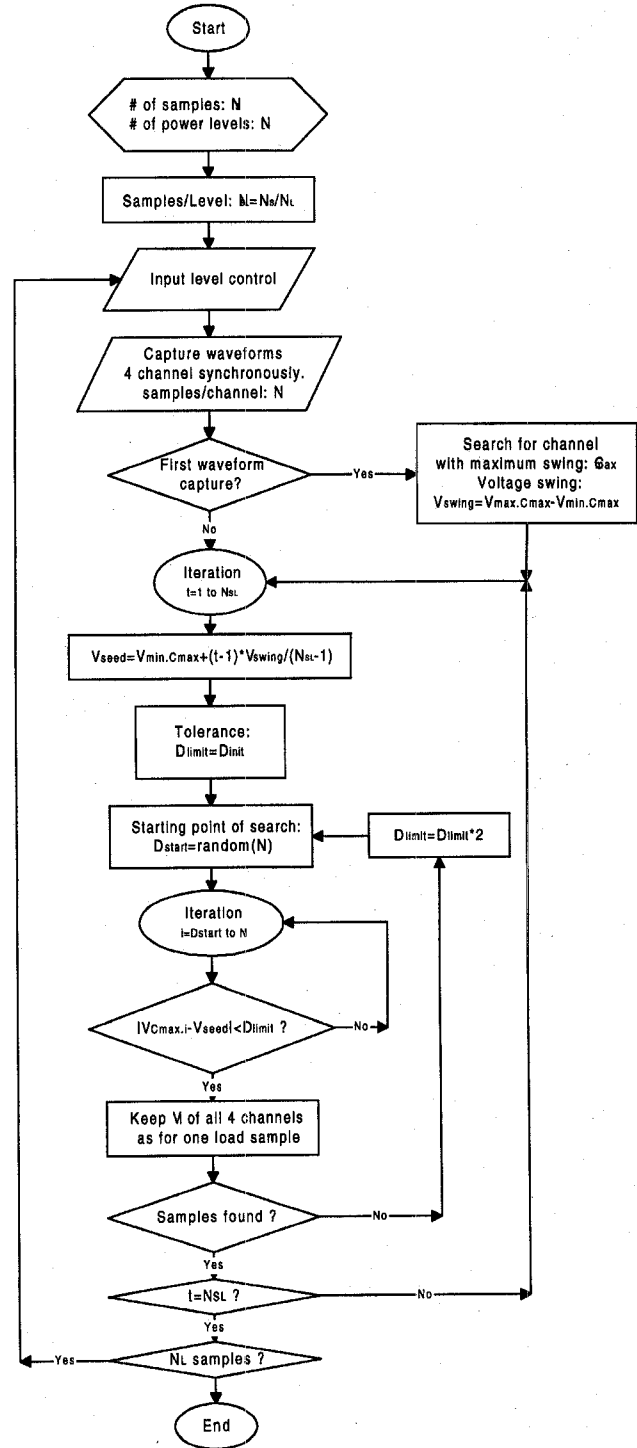 Start
# of samples: N
# of power levels: N
Samples/Level: NL=Ns/NL
Input level control
Capture waveforms
4 channel synchronously.
samples/channel: N
First waveform
capture?
Yes
Search for channel
with maximum swing:
Voltage swing:
Vswing=Vmax.Cmax-Vmin.Cmax
No
Iteration
t=1 to NSL
Vseed=Vmin.Cmax+(t-1)*Vswing/(NSL-1)
Tolerance:
Dlimit=Dinit
Starting point of search:
Dstart=random(N)
Dlimit=Dlimit*2
Iteration
i=Dstart to N
|VCmax.i-Vseed|<Dlimit ?
No
Yes
Keep Vi of all 4 channels
as for one load sample
Samples found ?
No
Yes
t=NSL ?
No
Yes
NL samples ?
Yes
End